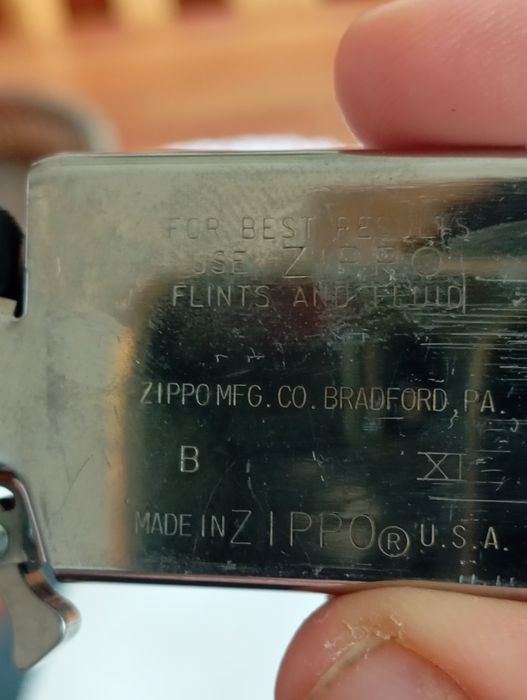 FOR BEST RESULTS
USE ZIPPO
FLINTS AND FLUID
ZIPPO MFG. CO. BRADFORD, PA.
B XI
MADE IN ZIPPO® U.S.A.